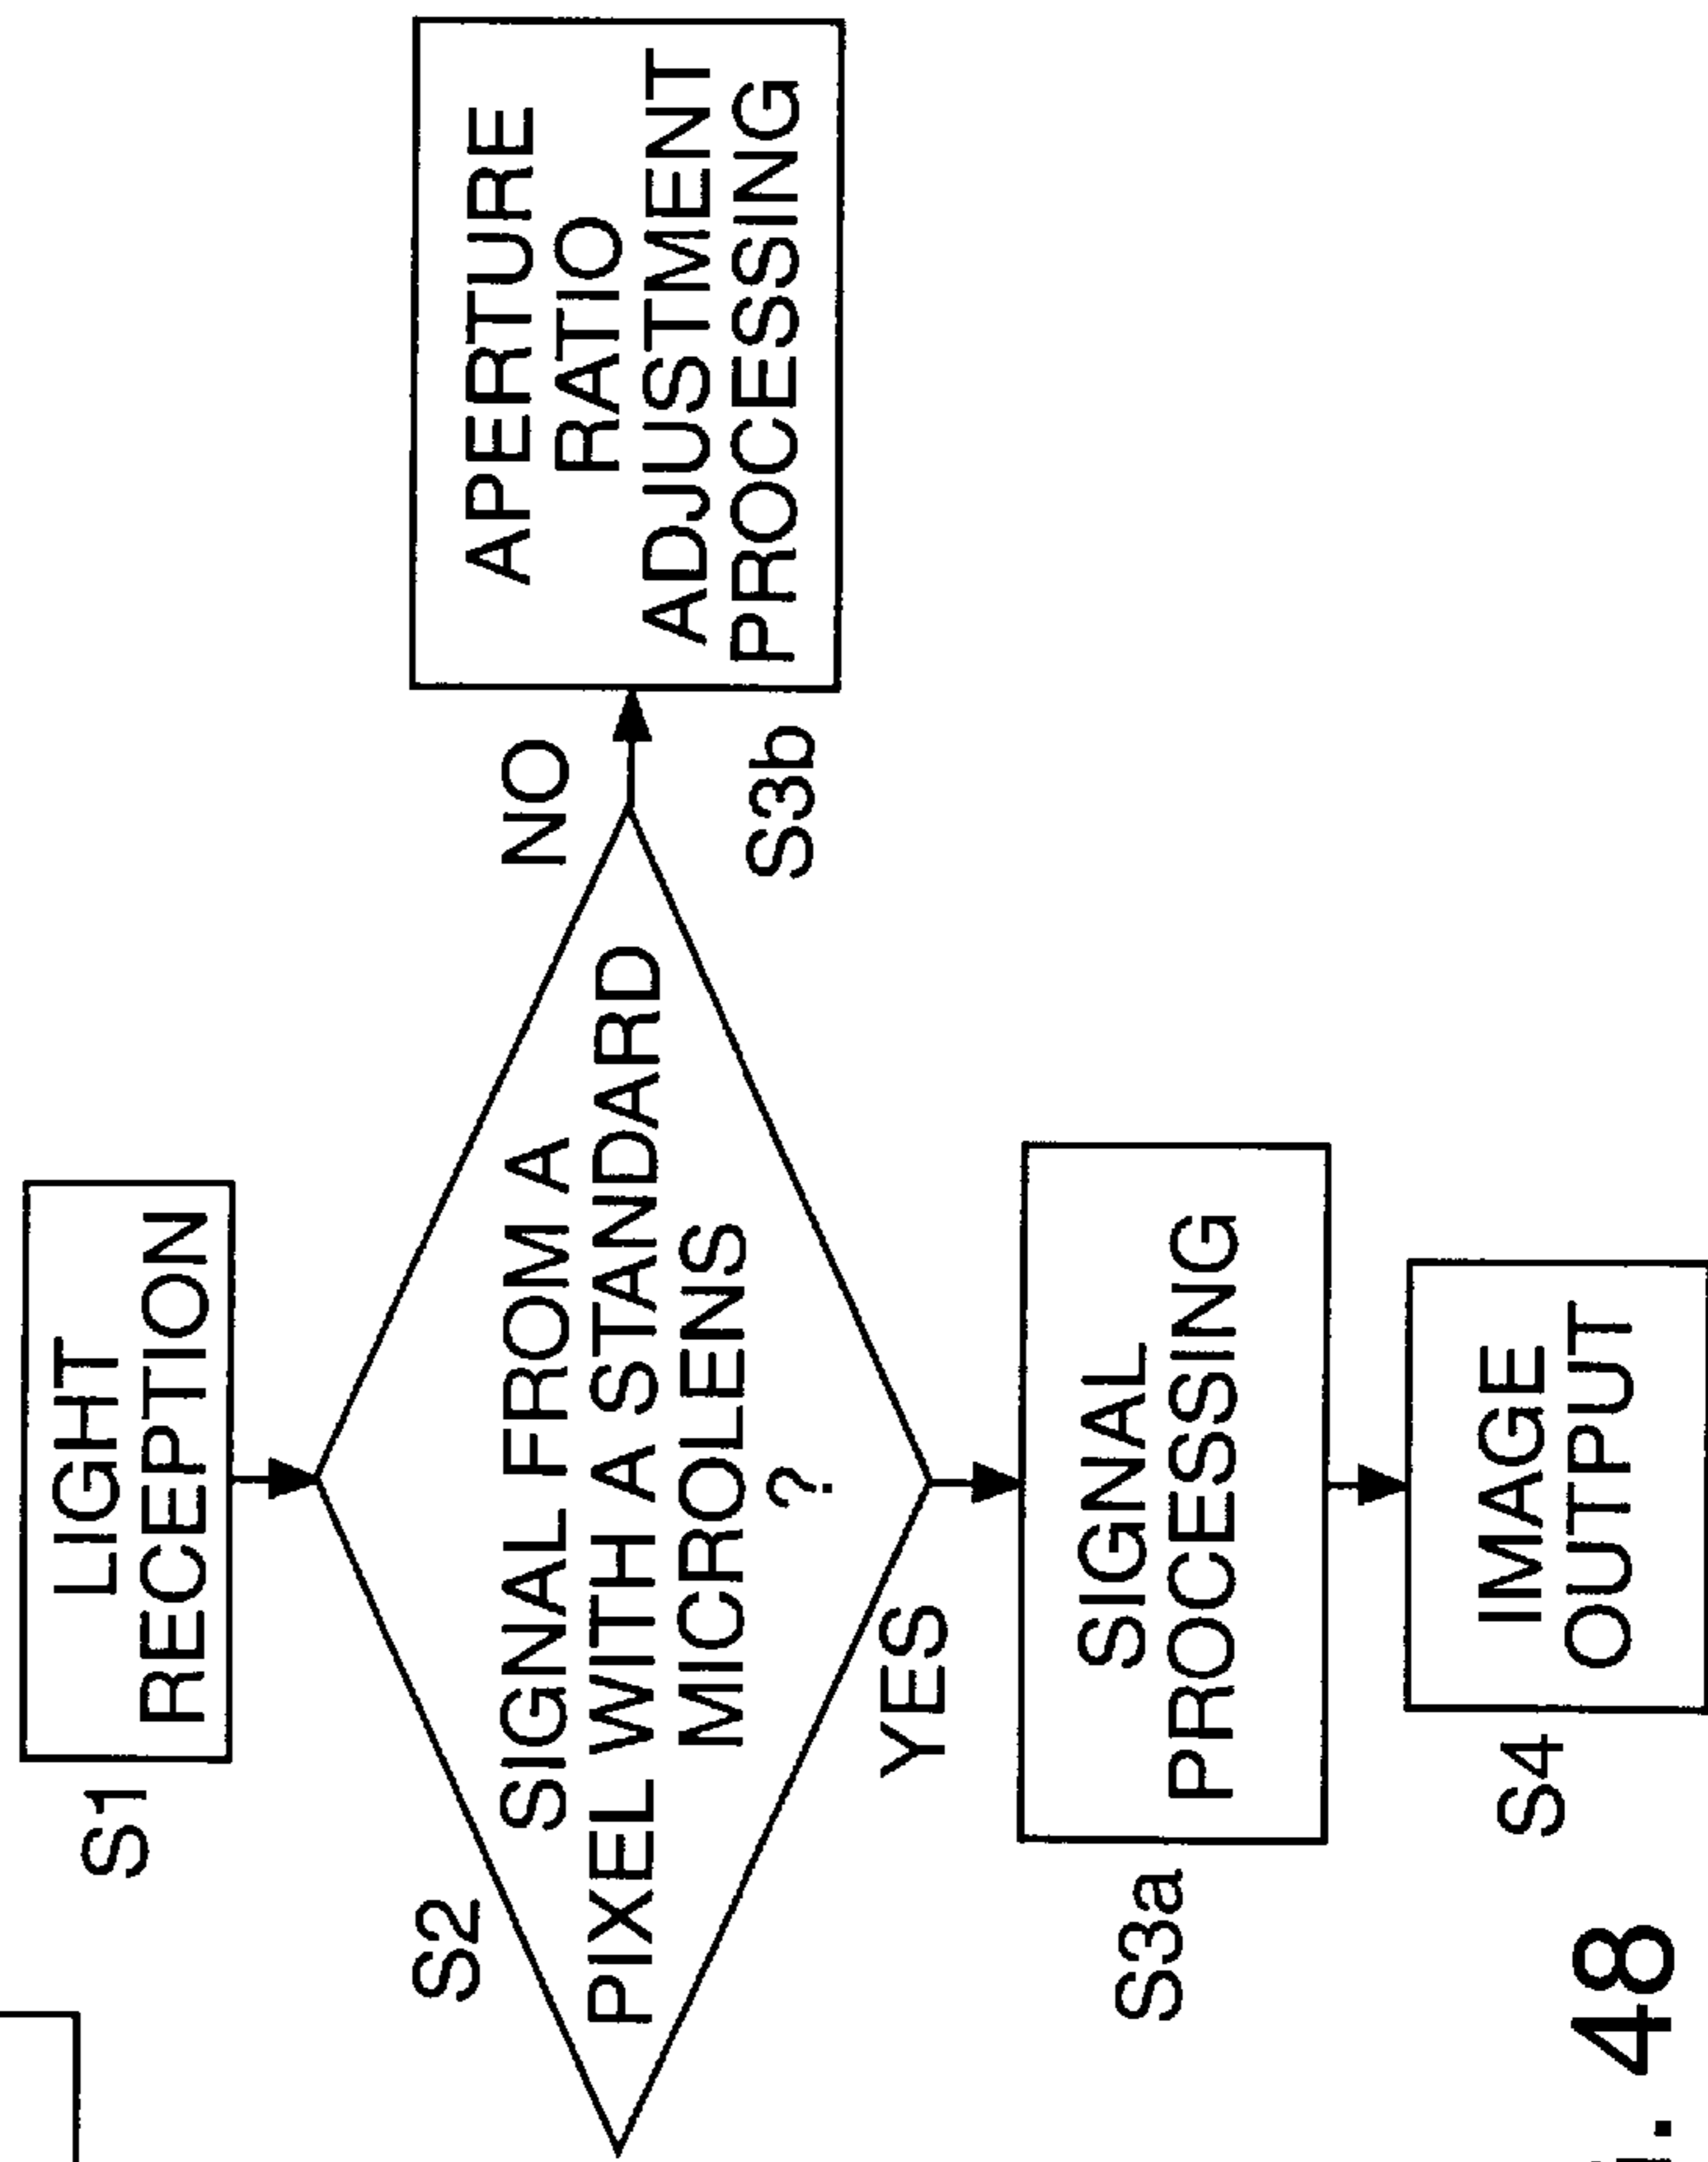 S1
LIGHT
RECEPTION
S2
SIGNAL FROM A
PIXEL WITH A STANDARD
MICROLENS
?
NO
APERTURE
RATIO
ADJUSTMENT
PROCESSING
S3b
YES
S3a
SIGNAL
PROCESSING
S4
IMAGE
OUTPUT
48